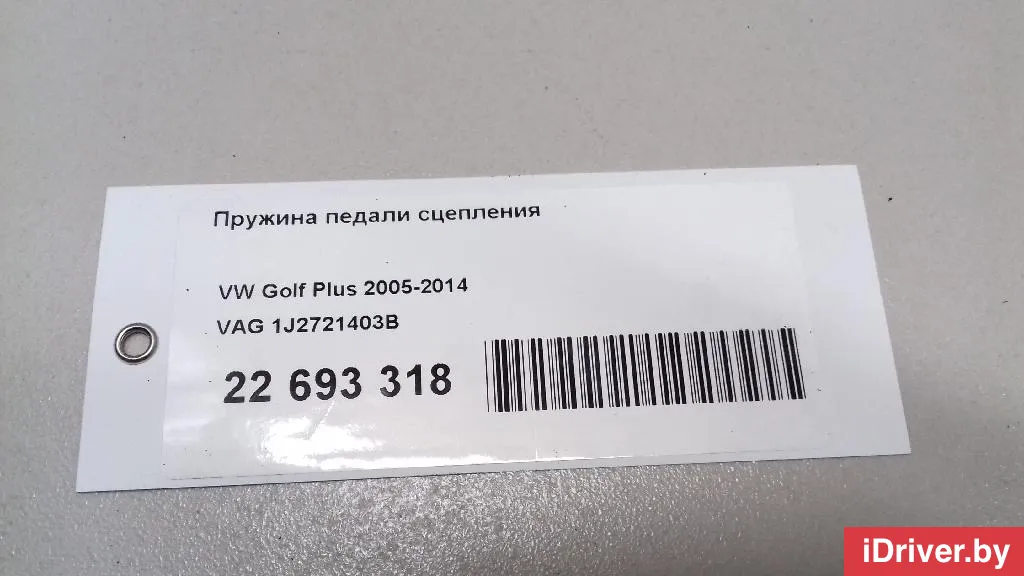 Пружина педали сцепления
VW Golf Plus 2005-2014
VAG 1J2721403B
22 693 318
iDriver.by